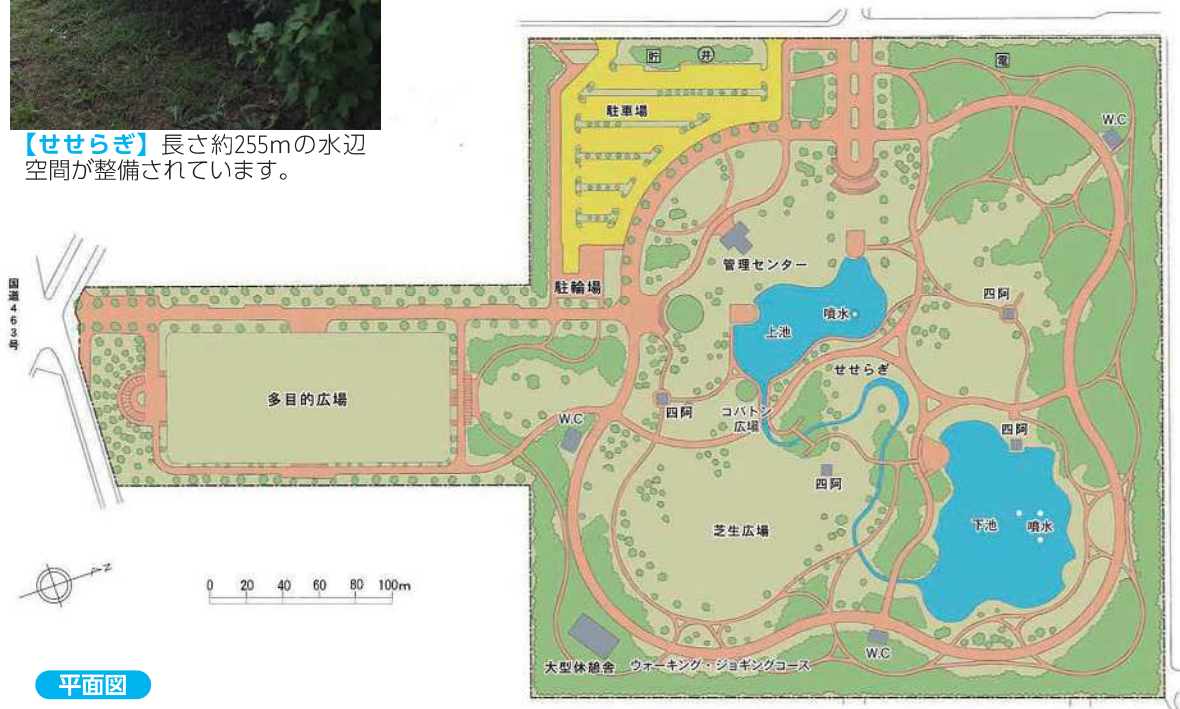 【せせらぎ】長さ約255mの水辺
空間が整備されています。
貯
井
電
駐車場
W.C
管理センター
国道463号
駐輪場
四阿
噴水
上池
せせらぎ
多目的広場
四阿
コバトン
広場
W.C
四阿
四阿
芝生広場
下池
噴水
N
0 20 40 60 80 100m
大型休憩舎
ウォーキング・ジョギングコース
W.C
平面図